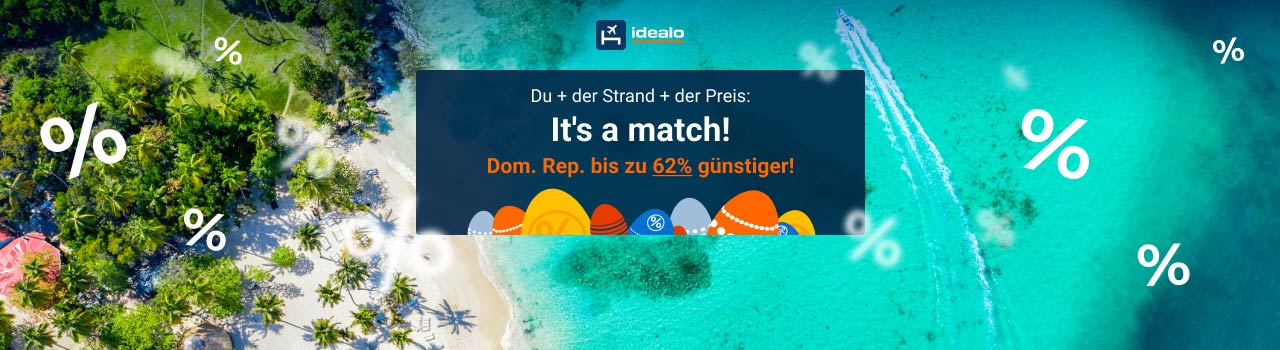 idealo
Du + der Strand + der Preis:
It's a match!
Dom. Rep. bis zu 62% günstiger!
%
%
%
%
%
%
%
%
%
%